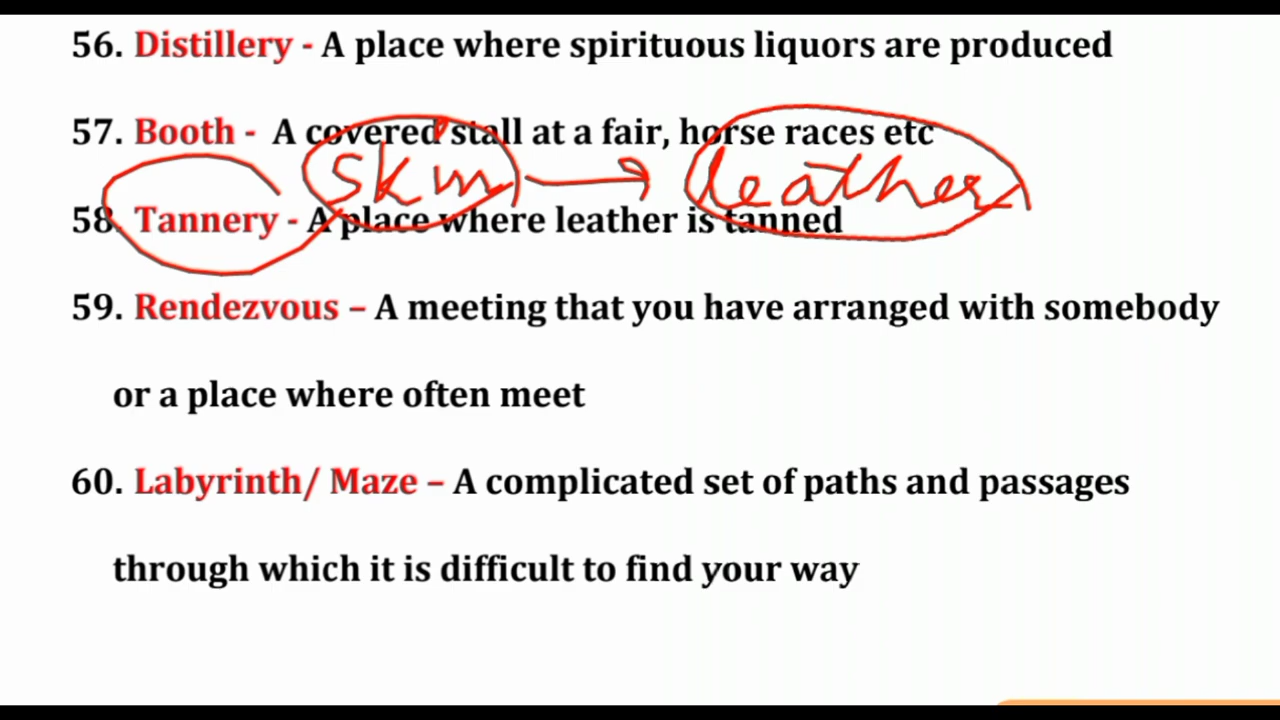 56. Distillery - A place where spirituous liquors are produced
57. Booth - A covered stall at a fair, horse races etc
skin → leather
58. Tannery - A place where leather is tanned
59. Rendezvous – A meeting that you have arranged with somebody
or a place where often meet
60. Labyrinth/ Maze – A complicated set of paths and passages
through which it is difficult to find your way